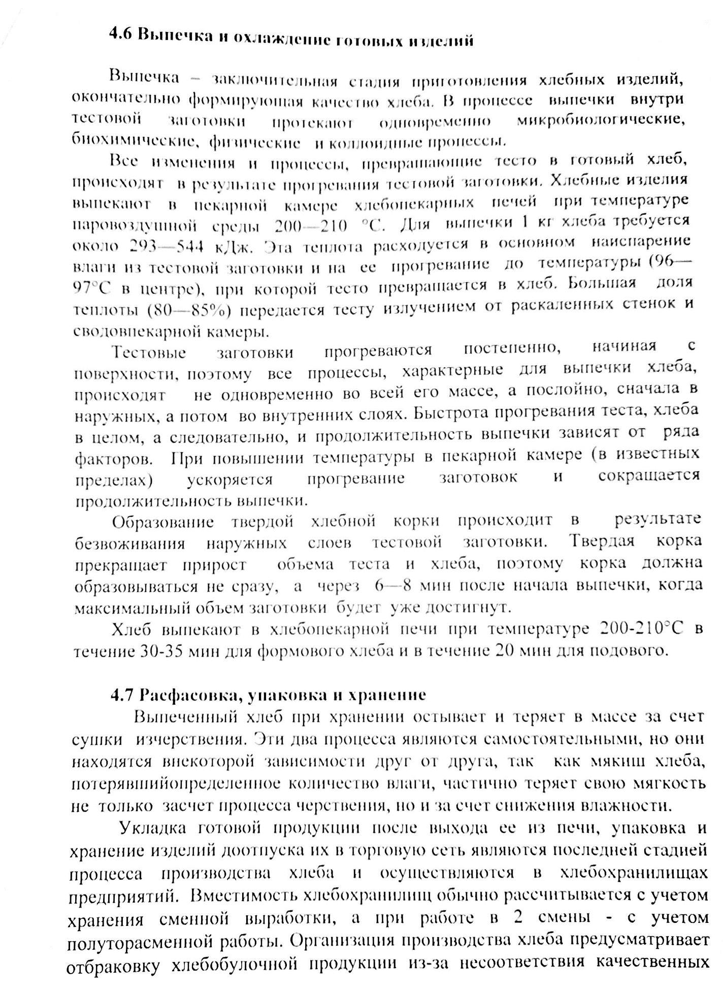 4.6 Выпечка и охлаждение готовых изделий
Выпечка – заключительная стадия приготовления хлебных изделий,
окончательно формирующая качество хлеба. В процессе выпечки внутри
тестовой заготовки протекают одновременно микробиологические,
биохимические, физические и коллоидные процессы.
Все изменения и процессы, превращающие тесто в готовый хлеб,
происходят в результате прогревания тестовой заготовки. Хлебные изделия
выпекают в пекарной камере хлебопекарных печей при температуре
паровоздушной среды 200—210 °С. Для выпечки 1 кг хлеба требуется
около 293—544 кДж. Эта теплота расходуется в основном наиспарение
влаги из тестовой заготовки и на ее прогревание до температуры (96—
97°С в центре), при которой тесто превращается в хлеб. Большая доля
теплоты (80—85%) передается тесту излучением от раскаленных стенок и
сводовпекарной камеры.
Тестовые заготовки прогреваются постепенно, начиная с
поверхности, поэтому все процессы, характерные для выпечки хлеба,
происходят не одновременно во всей его массе, а послойно, сначала в
наружных, а потом во внутренних слоях. Быстрота прогревания теста, хлеба
в целом, а следовательно, и продолжительность выпечки зависят от ряда
факторов. При повышении температуры в пекарной камере (в известных
пределах) ускоряется прогревание заготовок и сокращается
продолжительность выпечки.
Образование твердой хлебной корки происходит в результате
безвоживания наружных слоев тестовой заготовки. Твердая корка
прекращает прирост объема теста и хлеба, поэтому корка должна
образовываться не сразу, а через 6—8 мин после начала выпечки, когда
максимальный объем заготовки будет уже достигнут.
Хлеб выпекают в хлебопекарной печи при температуре 200-210°С в
течение 30-35 мин для формового хлеба и в течение 20 мин для подового.
4.7 Расфасовка, упаковка и хранение
Выпеченный хлеб при хранении остывает и теряет в массе за счет
сушки изчерствения. Эти два процесса являются самостоятельными, но они
находятся внекоторой зависимости друг от друга, так как мякиш хлеба,
потерявшийопределенное количество влаги, частично теряет свою мягкость
не только засчет процесса черствения, но и за счет снижения влажности.
Укладка готовой продукции после выхода ее из печи, упаковка и
хранение изделий доотпуска их в торговую сеть являются последней стадией
процесса производства хлеба и осуществляются в хлебохранилищах
предприятий. Вместимость хлебохранилищ обычно рассчитывается с учетом
хранения сменной выработки, а при работе в 2 смены - с учетом
полуторасменной работы. Организация производства хлеба предусматривает
отбраковку хлебобулочной продукции из-за несоответствия качественных